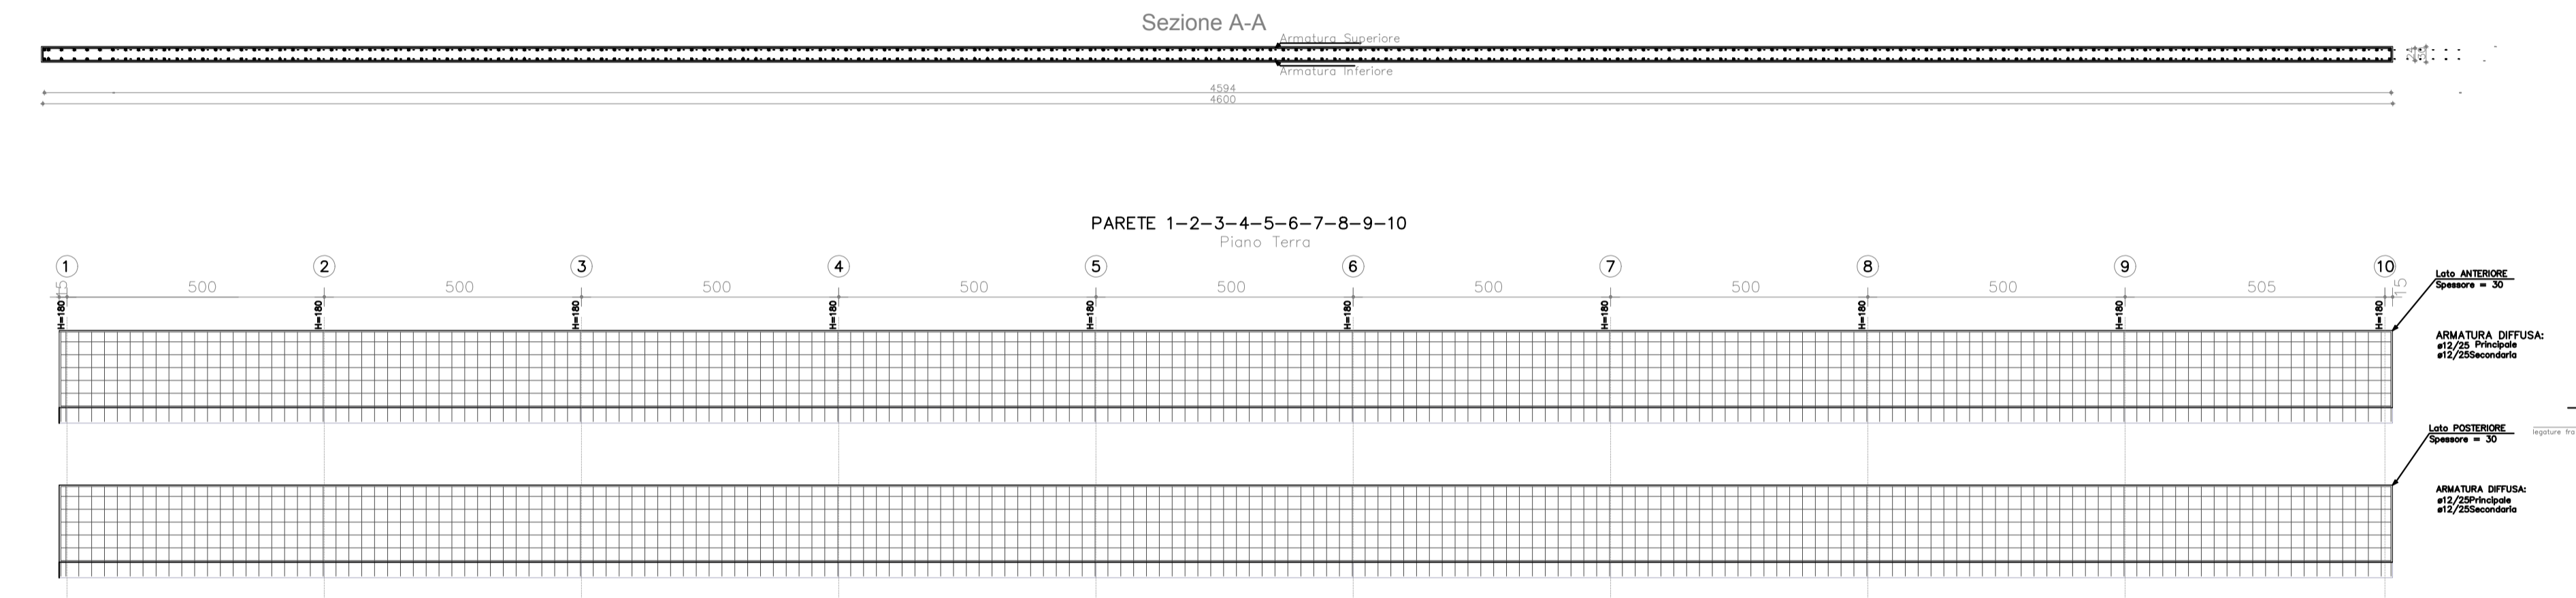 Sezione A-A
Armatura Superiore
Armatura Inferiore
4594
4600
PARETE 1-2-3-4-5-6-7-8-9-10
Piano Terra
1 2 3 4 5 6 7 8 9 10
15 500 500 500 500 500 500 500 500 505 15
H=180 H=180 H=180 H=180 H=180 H=180 H=180 H=180 H=180 H=180
Lato ANTERIORE
Spessore = 30
ARMATURA DIFFUSA:
ø12/25 Principale
ø12/25Secondaria
Lato POSTERIORE
Spessore = 30
legature fra
ARMATURA DIFFUSA:
ø12/25Principale
ø12/25Secondaria